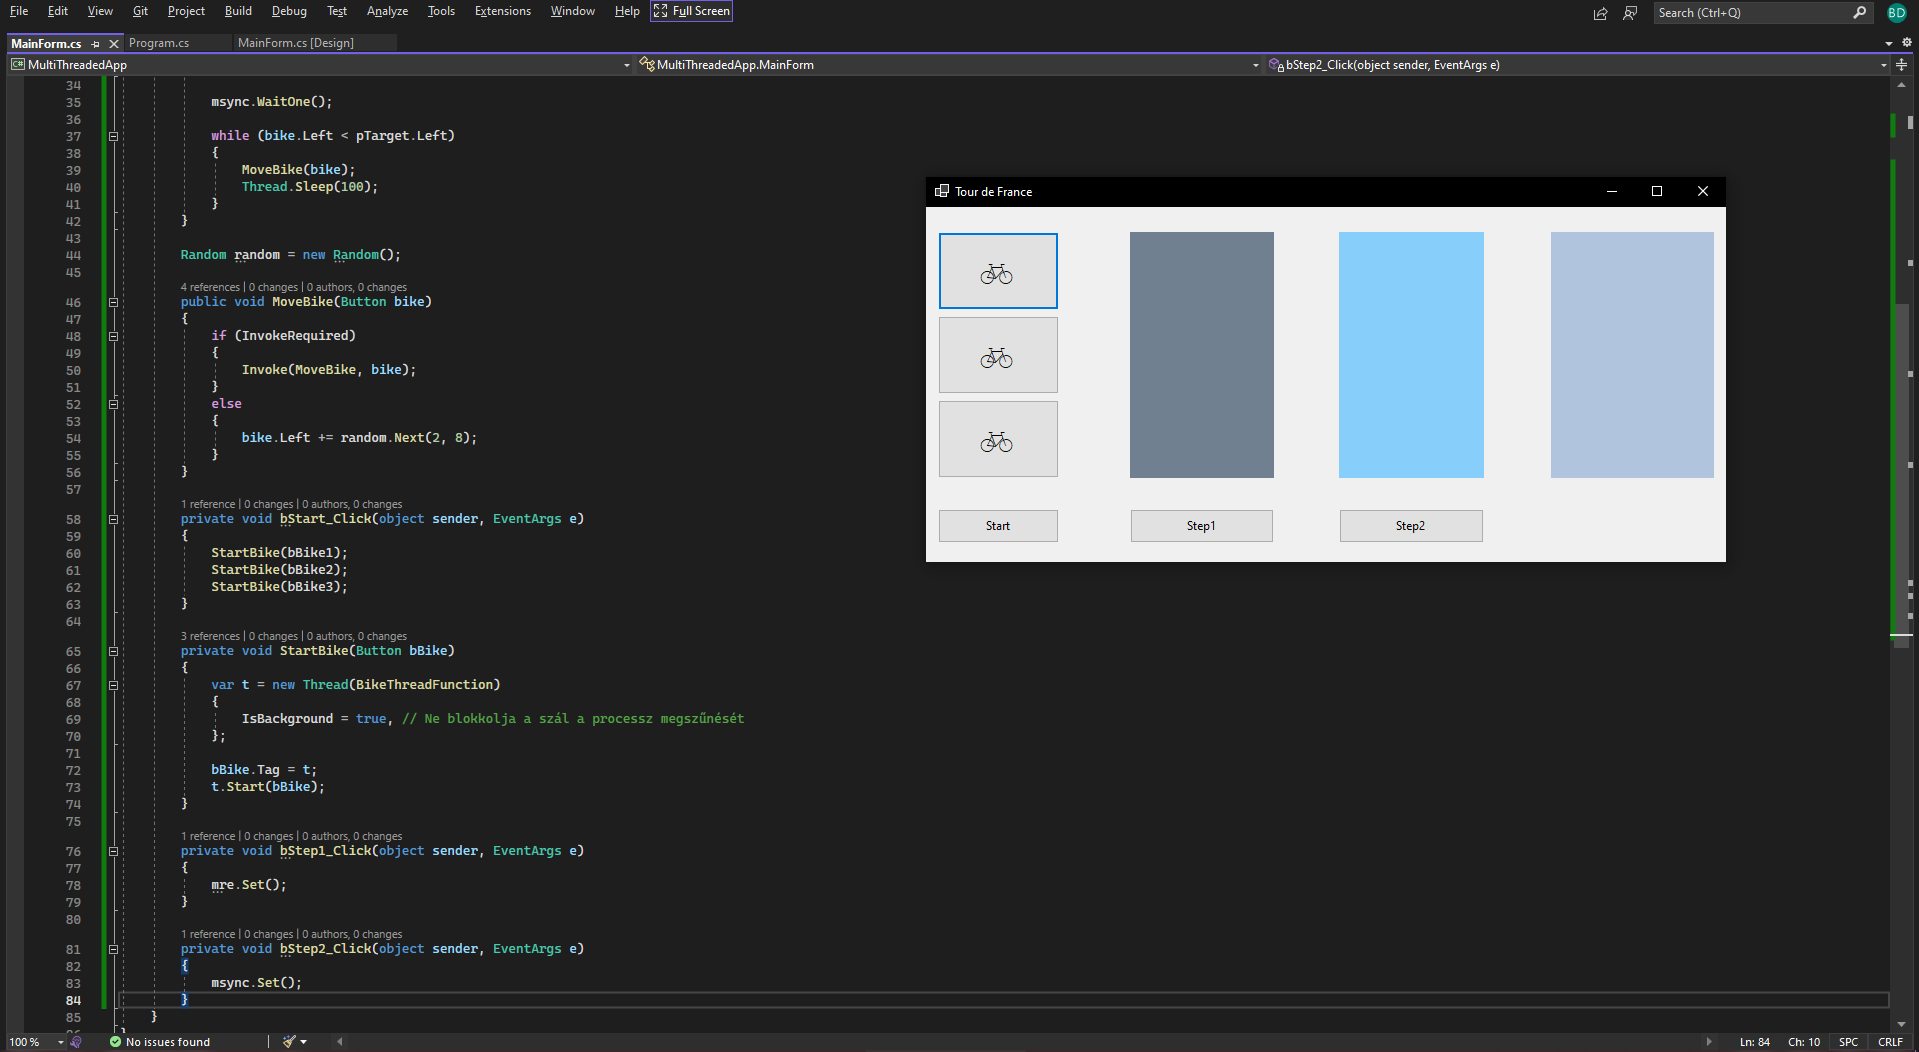 File Edit View Git Project Build Debug Test Analyze Tools Extensions Window Help Full Screen Search (Ctrl+Q) BD
MainForm.cs Program.cs MainForm.cs [Design]
C# MultiThreadedApp MultiThreadedApp.MainForm bStep2_Click(object sender, EventArgs e)
34
35 msync.WaitOne();
36
37 while (bike.Left < pTarget.Left)
38 {
39 MoveBike(bike);
40 Thread.Sleep(100);
41 }
42 }
43
44 Random random = new Random();
45
4 references | 0 changes | 0 authors, 0 changes
46 public void MoveBike(Button bike)
47 {
48 if (InvokeRequired)
49 {
50 Invoke(MoveBike, bike);
51 }
52 else
53 {
54 bike.Left += random.Next(2, 8);
55 }
56 }
57
1 reference | 0 changes | 0 authors, 0 changes
58 private void bStart_Click(object sender, EventArgs e)
59 {
60 StartBike(bBike1);
61 StartBike(bBike2);
62 StartBike(bBike3);
63 }
64
3 references | 0 changes | 0 authors, 0 changes
65 private void StartBike(Button bBike)
66 {
67 var t = new Thread(BikeThreadFunction)
68 {
69 IsBackground = true, // Ne blokkolja a szál a processz megszűnését
70 };
71
72 bBike.Tag = t;
73 t.Start(bBike);
74 }
75
1 reference | 0 changes | 0 authors, 0 changes
76 private void bStep1_Click(object sender, EventArgs e)
77 {
78 mre.Set();
79 }
80
1 reference | 0 changes | 0 authors, 0 changes
81 private void bStep2_Click(object sender, EventArgs e)
82 {
83 msync.Set();
84 }
85 }
86 }
Tour de France
Start Step1 Step2
100 % No issues found Ln: 84 Ch: 10 SPC CRLF